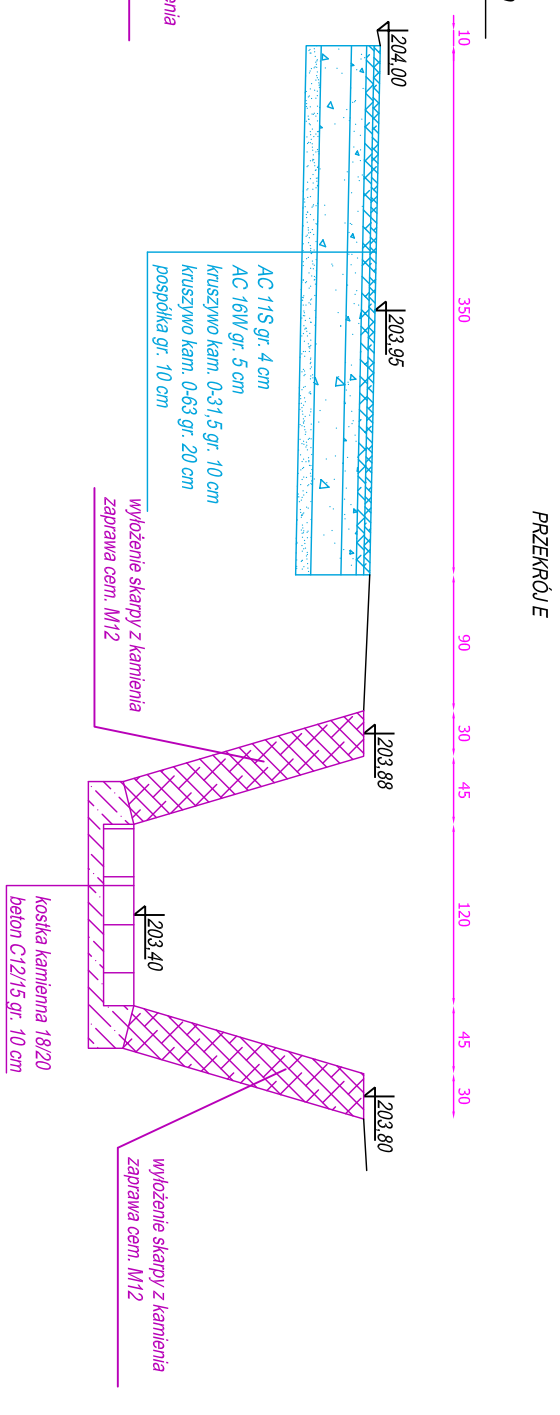 PRZEKRÓJ E
10
350
90
30
45
120
45
30
204,00
203,95
203,88
203,40
203,80
AC 11S gr. 4 cm
AC 16W gr. 5 cm
kruszywo kam. 0-31,5 gr. 10 cm
kruszywo kam. 0-63 gr. 20 cm
pospółka gr. 10 cm
wyłożenie skarpy z kamienia
zaprawa cem. M12
kostka kamienna 18/20
beton C12/15 gr. 10 cm
wyłożenie skarpy z kamienia
zaprawa cem. M12
enia